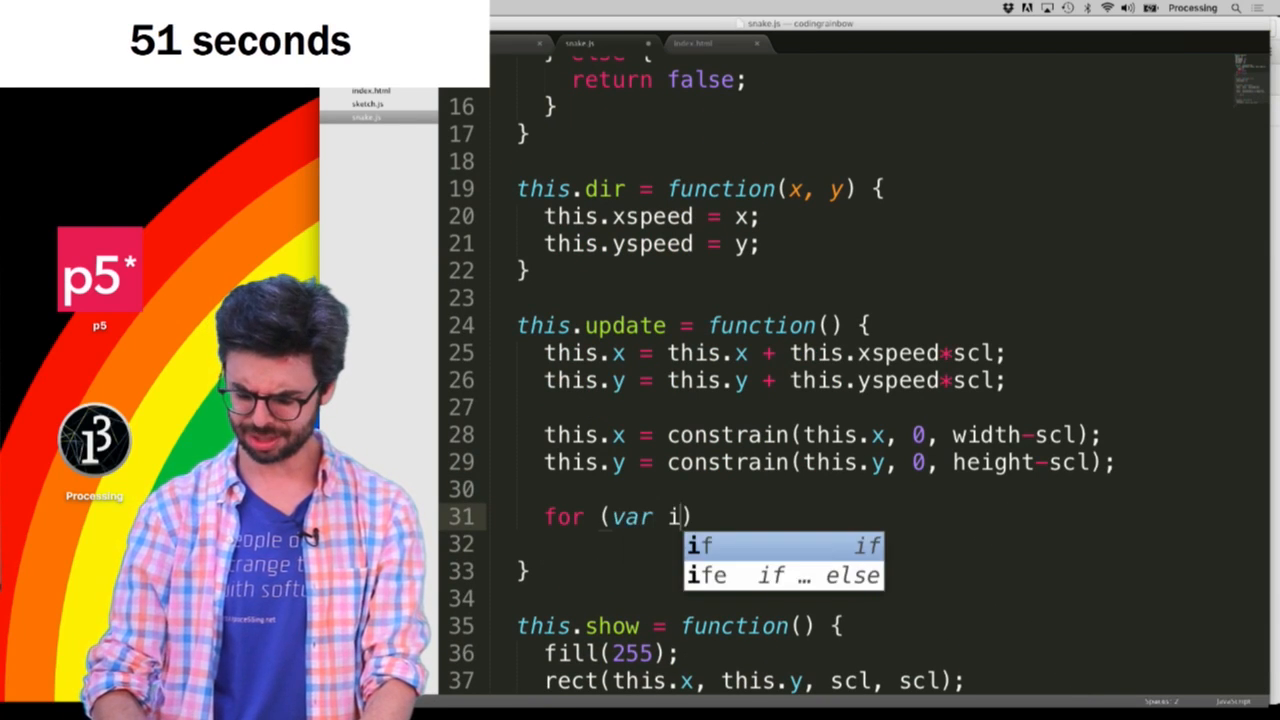 51 seconds
Processing
snake.js — codingrainbow
snake.js
index.html
index.html
sketch.js
snake.js
} else {
return false;
16 }
17 }
18
19 this.dir = function(x, y) {
20 this.xspeed = x;
21 this.yspeed = y;
22 }
23
24 this.update = function() {
25 this.x = this.x + this.xspeed*scl;
26 this.y = this.y + this.yspeed*scl;
27
28 this.x = constrain(this.x, 0, width-scl);
29 this.y = constrain(this.y, 0, height-scl);
30
31 for (var i)
if if
ife if … else
32
33 }
34
35 this.show = function() {
36 fill(255);
37 rect(this.x, this.y, scl, scl);
p5*
p5
Processing
Spaces: 2
JavaScript